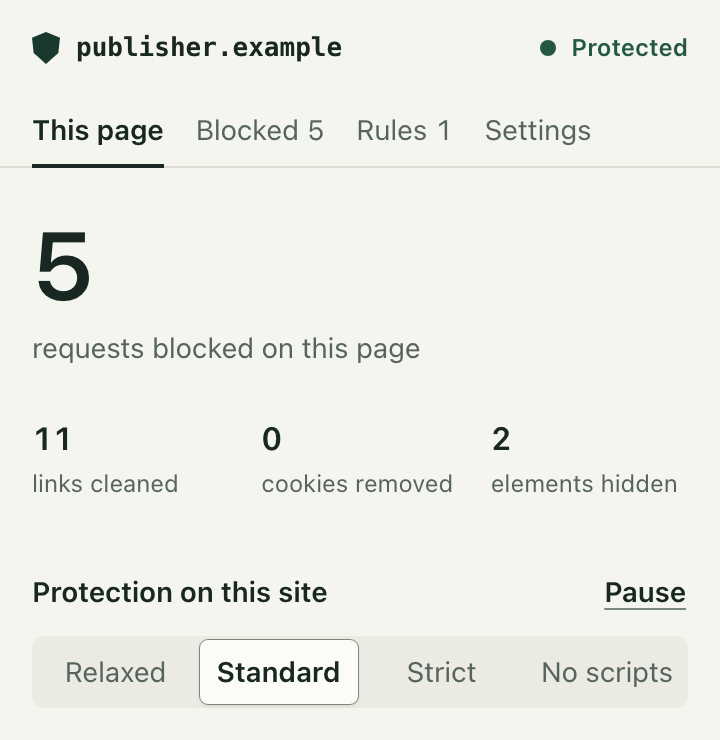 publisher.example Protected
This page Blocked 5 Rules 1 Settings
5
requests blocked on this page
11 0 2
links cleaned cookies removed elements hidden
Protection on this site Pause
Relaxed Standard Strict No scripts